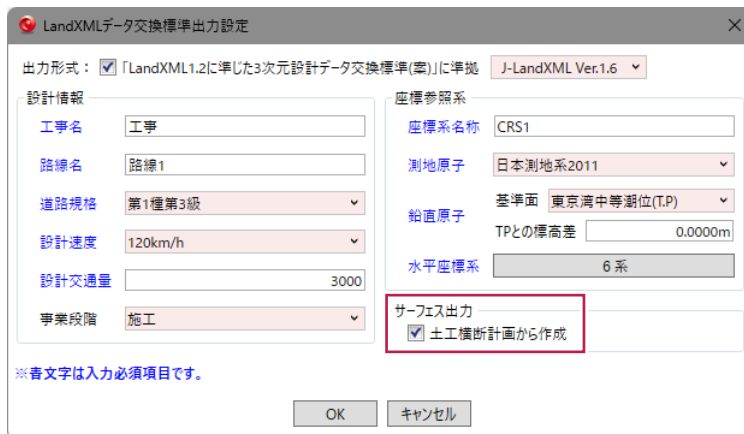 LandXMLデータ交換標準出力設定
出力形式： 「LandXML1.2に準じた3次元設計データ交換標準(案)」に準拠 J-LandXML Ver.1.6
設計情報
工事名 工事
路線名 路線1
道路規格 第1種第3級
設計速度 120km/h
設計交通量 3000
事業段階 施工
座標参照系
座標系名称 CRS1
測地原子 日本測地系2011
鉛直原子
基準面 東京湾中等潮位(T.P)
TPとの標高差 0.0000m
水平座標系 6 系
サーフェス出力
土工横断計画から作成
※青文字は入力必須項目です。
OK キャンセル